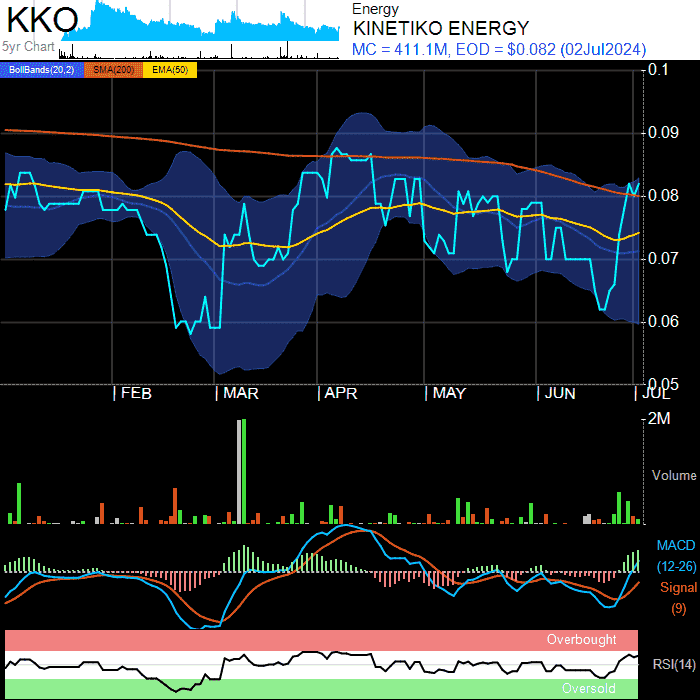 KKO
5yr Chart
Energy
KINETIKO ENERGY
MC = 411.1M, EOD = $0.082 (02Jul2024)
BollBands(20,2) SMA(200) EMA(50)
0.1
0.09
0.08
0.07
0.06
0.05
FEB MAR APR MAY JUN JUL
2M
Volume
MACD
(12-26)
Signal
(9)
Overbought
RSI(14)
Oversold